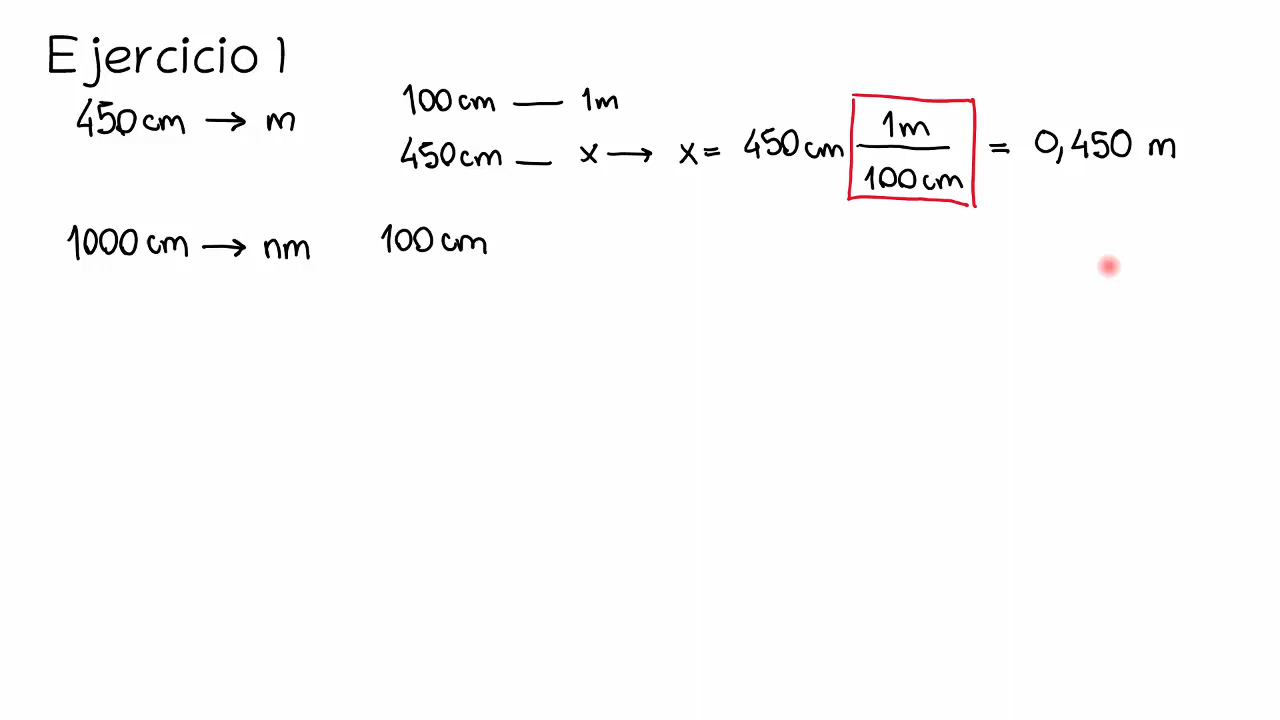 Ejercicio 1
450 cm → m
100 cm — 1m
450 cm — x → x = 450 cm 1m / 100 cm = 0,450 m
1000 cm → nm 100 cm